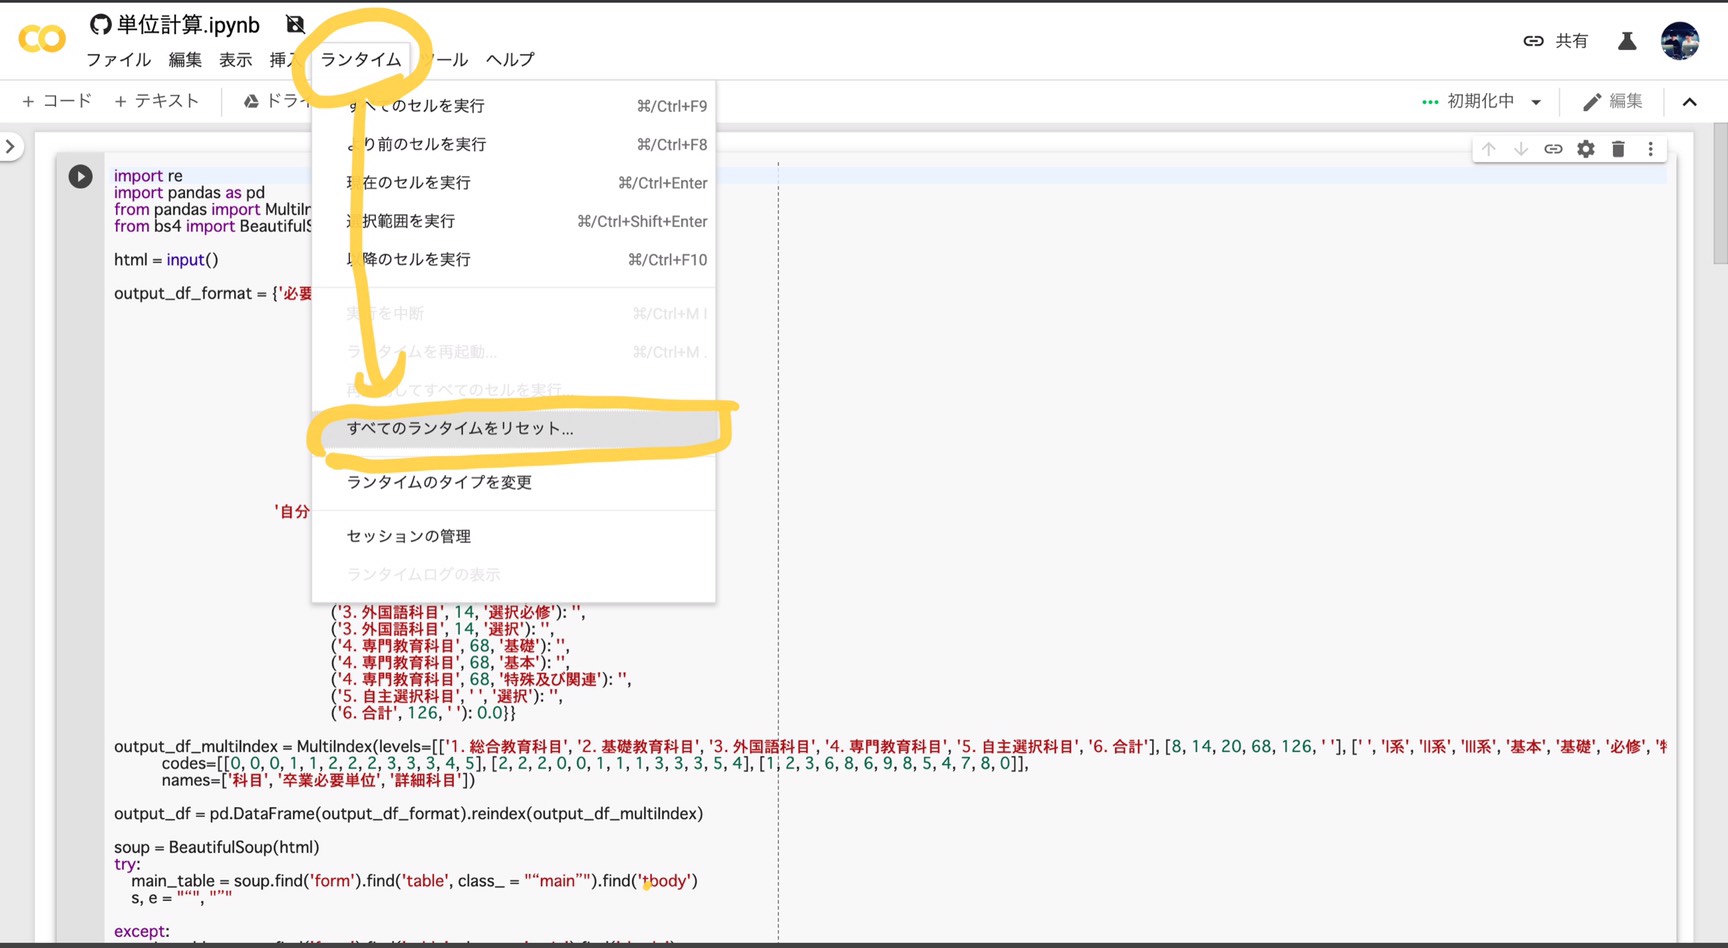 単位計算.ipynb
ファイル 編集 表示 挿入 ランタイム ツール ヘルプ
共有
+ コード + テキスト ドライ
初期化中 編集
すべてのセルを実行 ⌘/Ctrl+F9
より前のセルを実行 ⌘/Ctrl+F8
現在のセルを実行 ⌘/Ctrl+Enter
選択範囲を実行 ⌘/Ctrl+Shift+Enter
以降のセルを実行 ⌘/Ctrl+F10
実行を中断 ⌘/Ctrl+M I
ランタイムを再起動... ⌘/Ctrl+M .
再起動してすべてのセルを実行...
すべてのランタイムをリセット...
ランタイムのタイプを変更
セッションの管理
ランタイムログの表示
import re
import pandas as pd
from pandas import MultiIn
from bs4 import BeautifulS
html = input()
output_df_format = {'必要
'自分
('3. 外国語科目', 14, '選択必修'): '',
('3. 外国語科目', 14, '選択'): '',
('4. 専門教育科目', 68, '基礎'): '',
('4. 専門教育科目', 68, '基本'): '',
('4. 専門教育科目', 68, '特殊及び関連'): '',
('5. 自主選択科目', ' ', '選択'): '',
('6. 合計', 126, ' '): 0.0}}
output_df_multiIndex = MultiIndex(levels=[['1. 総合教育科目', '2. 基礎教育科目', '3. 外国語科目', '4. 専門教育科目', '5. 自主選択科目', '6. 合計'], [8, 14, 20, 68, 126, ' '], [' ', 'I系', 'II系', 'III系', '基本', '基礎', '必修', '特
codes=[[0, 0, 0, 1, 1, 2, 2, 2, 3, 3, 3, 4, 5], [2, 2, 2, 0, 0, 1, 1, 1, 3, 3, 3, 5, 4], [1, 2, 3, 6, 8, 6, 9, 8, 5, 4, 7, 8, 0]],
names=['科目', '卒業必要単位', '詳細科目'])
output_df = pd.DataFrame(output_df_format).reindex(output_df_multiIndex)
soup = BeautifulSoup(html)
try:
main_table = soup.find('form').find('table', class_ = "“main”").find('tbody')
s, e = "“", "”"
except: